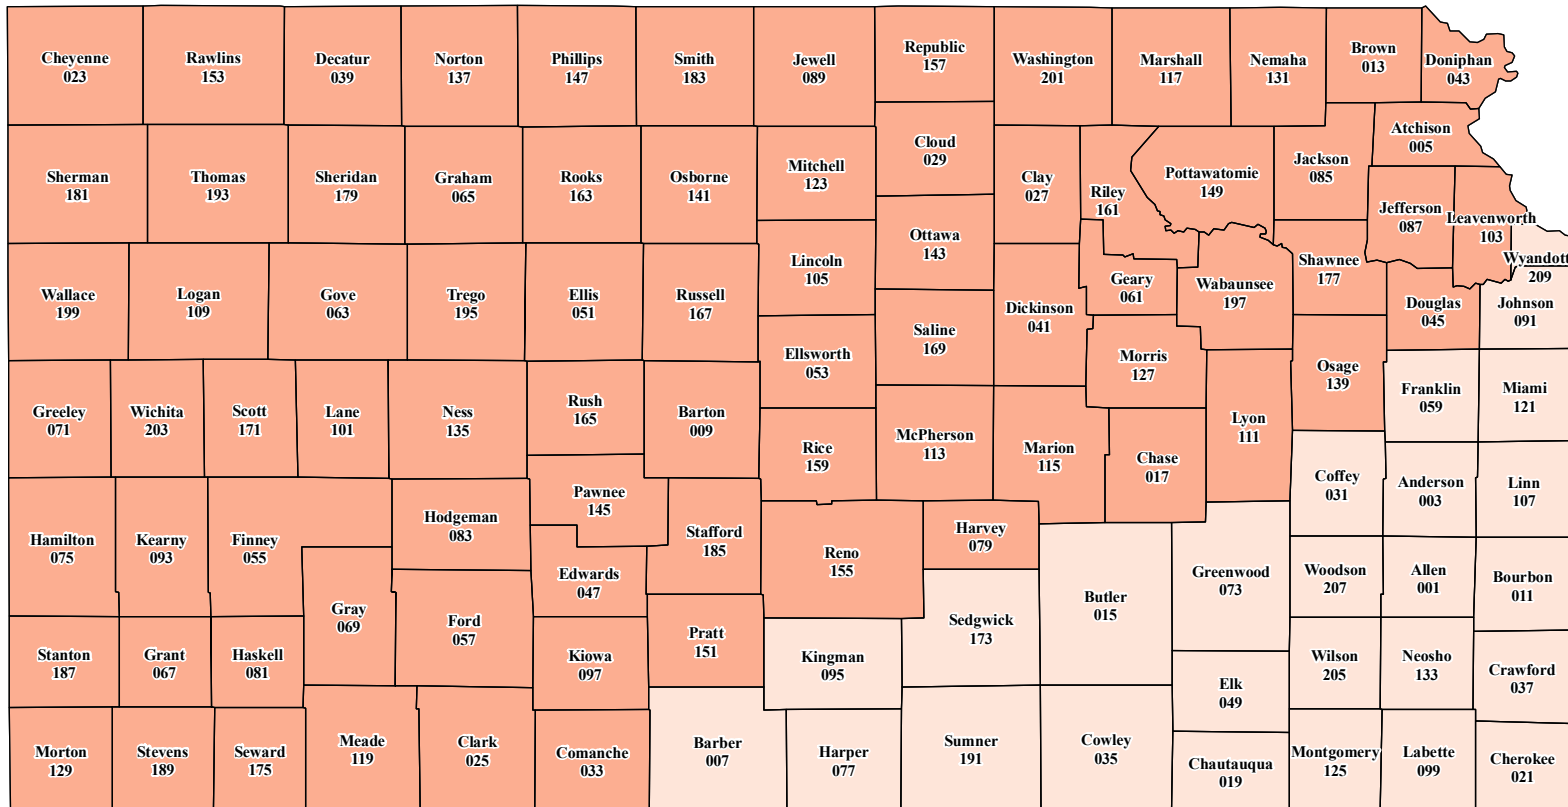 Cheyenne
023
Rawlins
153
Decatur
039
Norton
137
Phillips
147
Smith
183
Jewell
089
Republic
157
Washington
201
Marshall
117
Nemaha
131
Brown
013
Doniphan
043
Sherman
181
Thomas
193
Sheridan
179
Graham
065
Rooks
163
Osborne
141
Mitchell
123
Cloud
029
Clay
027
Riley
161
Pottawatomie
149
Jackson
085
Atchison
005
Jefferson
087
Leavenworth
103
Wyandott
209
Wallace
199
Logan
109
Gove
063
Trego
195
Ellis
051
Russell
167
Lincoln
105
Ottawa
143
Dickinson
041
Geary
061
Wabaunsee
197
Shawnee
177
Douglas
045
Johnson
091
Ellsworth
053
Saline
169
Morris
127
Osage
139
Franklin
059
Miami
121
Greeley
071
Wichita
203
Scott
171
Lane
101
Ness
135
Rush
165
Barton
009
Rice
159
McPherson
113
Marion
115
Chase
017
Lyon
111
Coffey
031
Anderson
003
Linn
107
Hamilton
075
Kearny
093
Finney
055
Hodgeman
083
Pawnee
145
Stafford
185
Reno
155
Harvey
079
Edwards
047
Gray
069
Ford
057
Butler
015
Greenwood
073
Woodson
207
Allen
001
Bourbon
011
Stanton
187
Grant
067
Haskell
081
Kiowa
097
Pratt
151
Kingman
095
Sedgwick
173
Elk
049
Wilson
205
Neosho
133
Crawford
037
Morton
129
Stevens
189
Seward
175
Meade
119
Clark
025
Comanche
033
Barber
007
Harper
077
Sumner
191
Cowley
035
Chautauqua
019
Montgomery
125
Labette
099
Cherokee
021